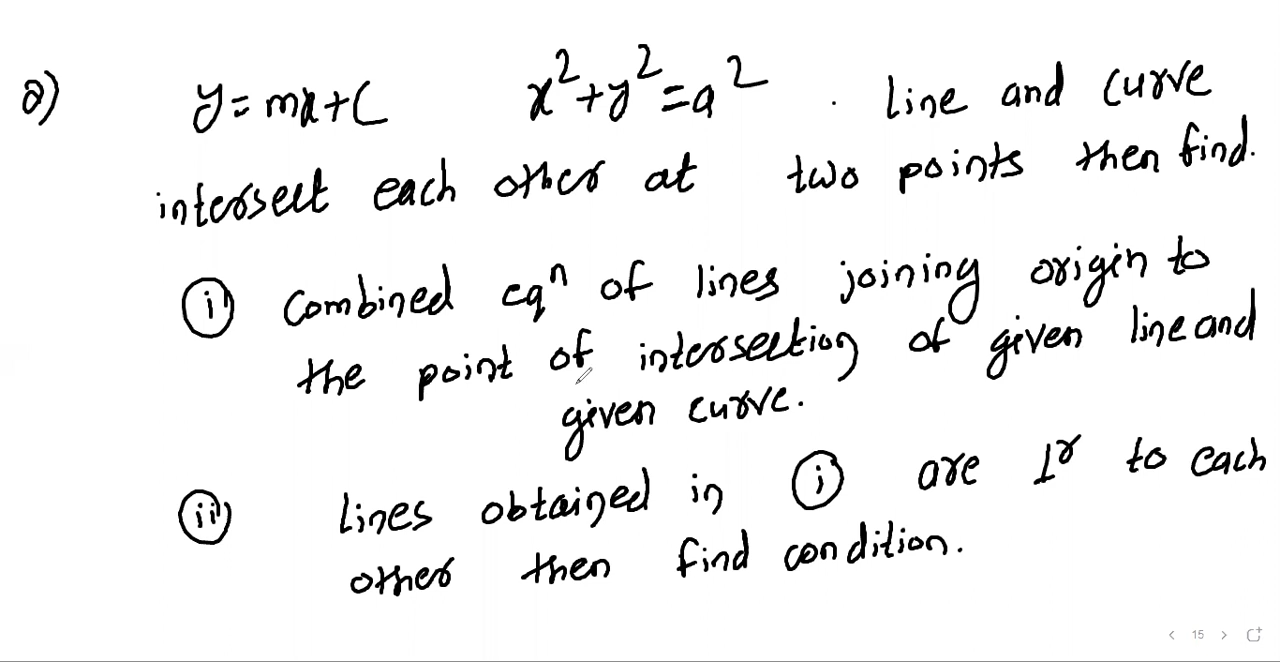 Q) y=mx+c x²+y²=a² . line and curve
intersect each other at two points then find.
(i) Combined eqⁿ of lines joining origin to
the point of intersection of given line and
given curve.
(ii) lines obtained in (i) are ⊥ʳ to each
other then find condition.
< 15 >